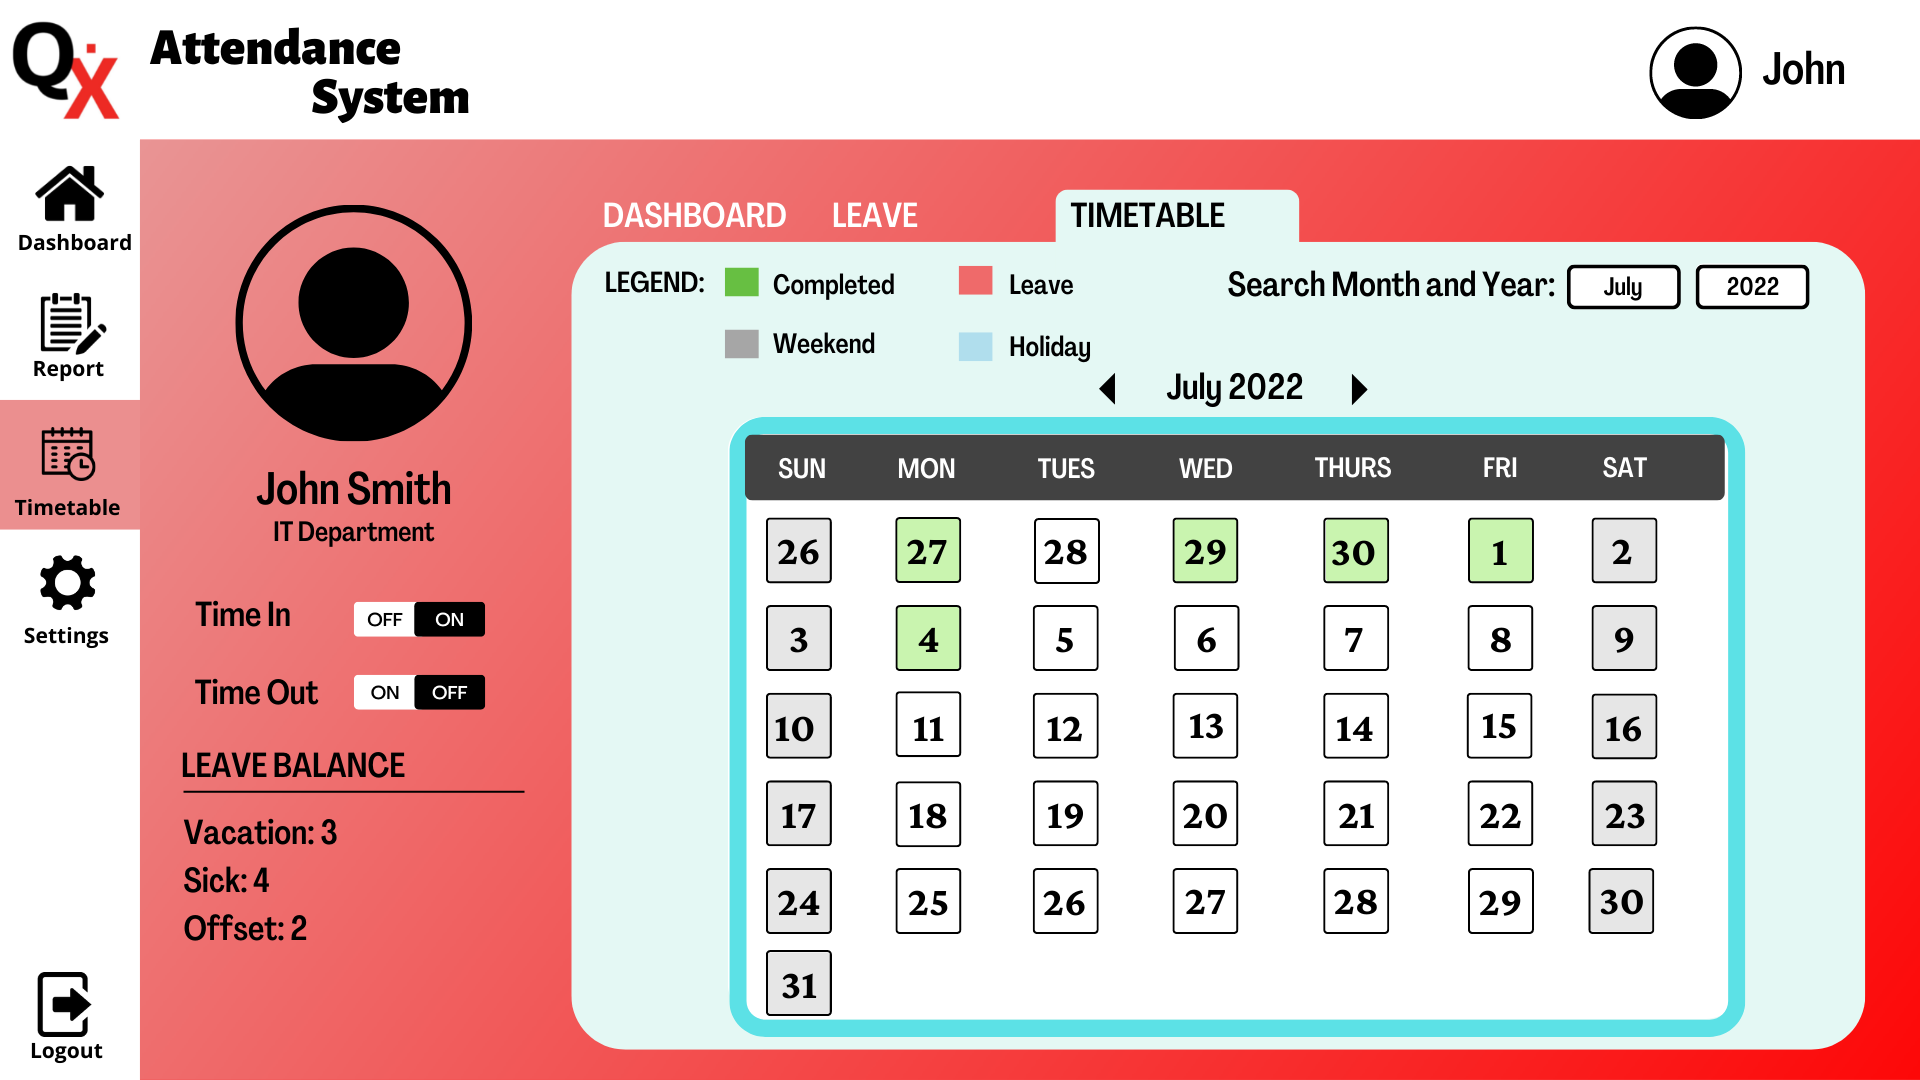 QX
Attendance
System
John
Dashboard
Report
Timetable
Settings
Logout
John Smith
IT Department
Time In OFF ON
Time Out ON OFF
LEAVE BALANCE
Vacation: 3
Sick: 4
Offset: 2
DASHBOARD LEAVE TIMETABLE
LEGEND: Completed Leave Search Month and Year: July 2022
Weekend Holiday
July 2022
SUN MON TUES WED THURS FRI SAT
26 27 28 29 30 1 2
3 4 5 6 7 8 9
10 11 12 13 14 15 16
17 18 19 20 21 22 23
24 25 26 27 28 29 30
31